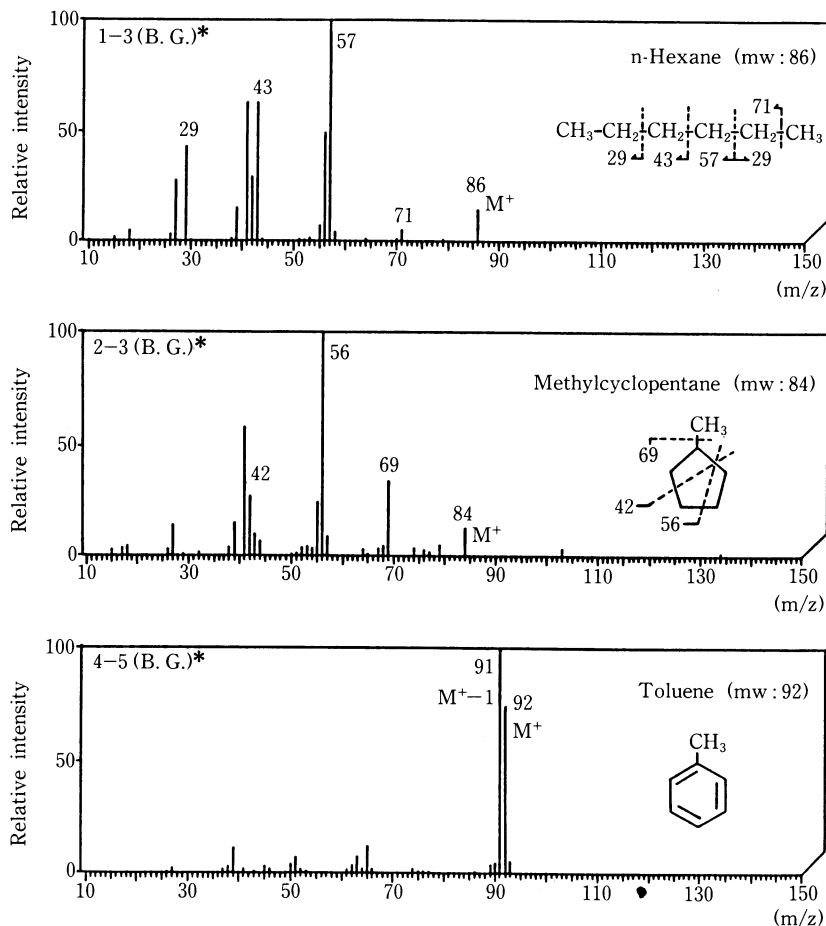 100
1-3 (B. G.)*
57
n-Hexane (mw : 86)
43
71
Relative intensity
50
29
CH₃-CH₂-CH₂-CH₂-CH₂-CH₃
29 43 57 29
86
M⁺
71
0
10 30 50 70 90 110 130 150
(m/z)
100
2-3 (B. G.)*
56
Methylcyclopentane (mw : 84)
Relative intensity
50
CH₃
69
69
42
42
84
M⁺
56
0
10 30 50 70 90 110 130 150
(m/z)
100
4-5 (B. G.)*
91
M⁺-1
92
M⁺
Toluene (mw : 92)
Relative intensity
50
CH₃
0
10 30 50 70 90 110 130 150
(m/z)